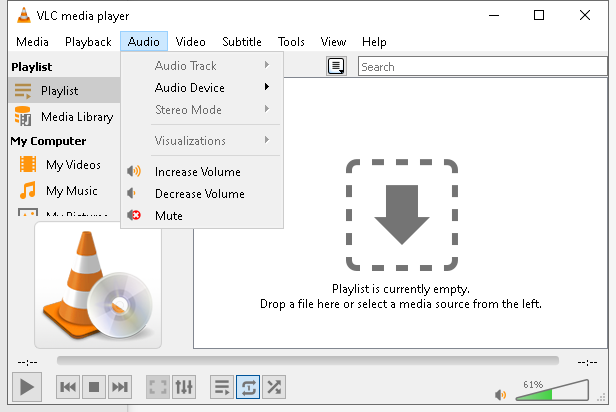 VLC media player
Media Playback Audio Video Subtitle Tools View Help
Playlist
Search
Playlist
Media Library
My Computer
My Videos
My Music
My Pictures
Audio Track
Audio Device
Stereo Mode
Visualizations
Increase Volume
Decrease Volume
Mute
Playlist is currently empty.
Drop a file here or select a media source from the left.
--:-- --:--
61%